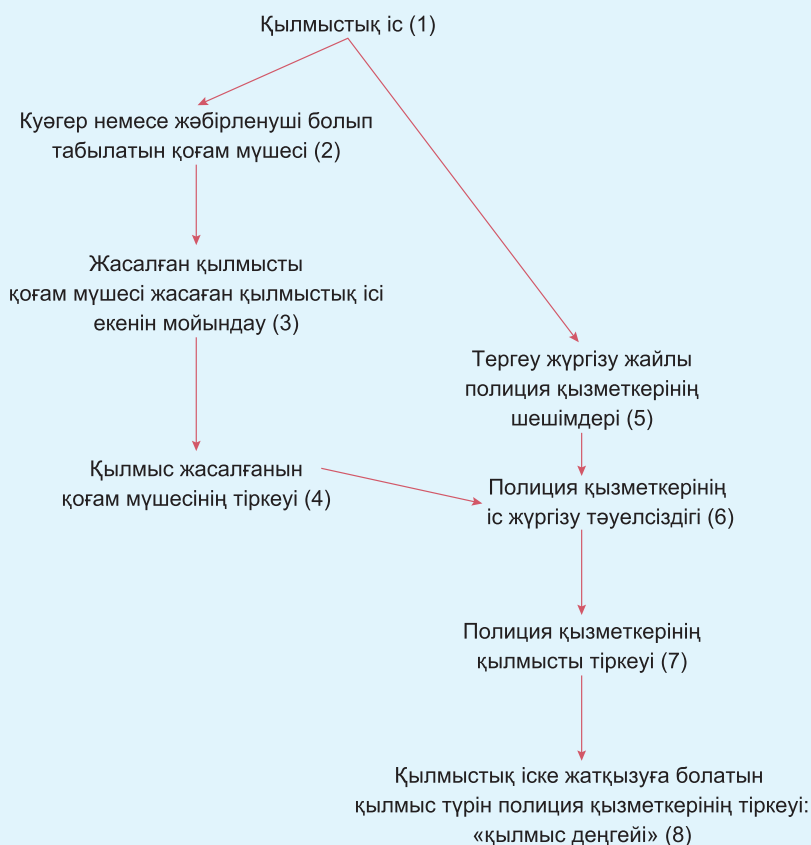 Қылмыстық іс (1)
Куәгер немесе жәбірленуші болып
табылатын қоғам мүшесі (2)
Жасалған қылмысты
қоғам мүшесі жасаған қылмыстық ісі
екенін мойындау (3)
Қылмыс жасалғанын
қоғам мүшесінің тіркеуі (4)
Тергеу жүргізу жайлы
полиция қызметкерінің
шешімдері (5)
Полиция қызметкерінің
іс жүргізу тәуелсіздігі (6)
Полиция қызметкерінің
қылмысты тіркеуі (7)
Қылмыстық іске жатқызуға болатын
қылмыс түрін полиция қызметкерінің тіркеуі:
«қылмыс деңгейі» (8)